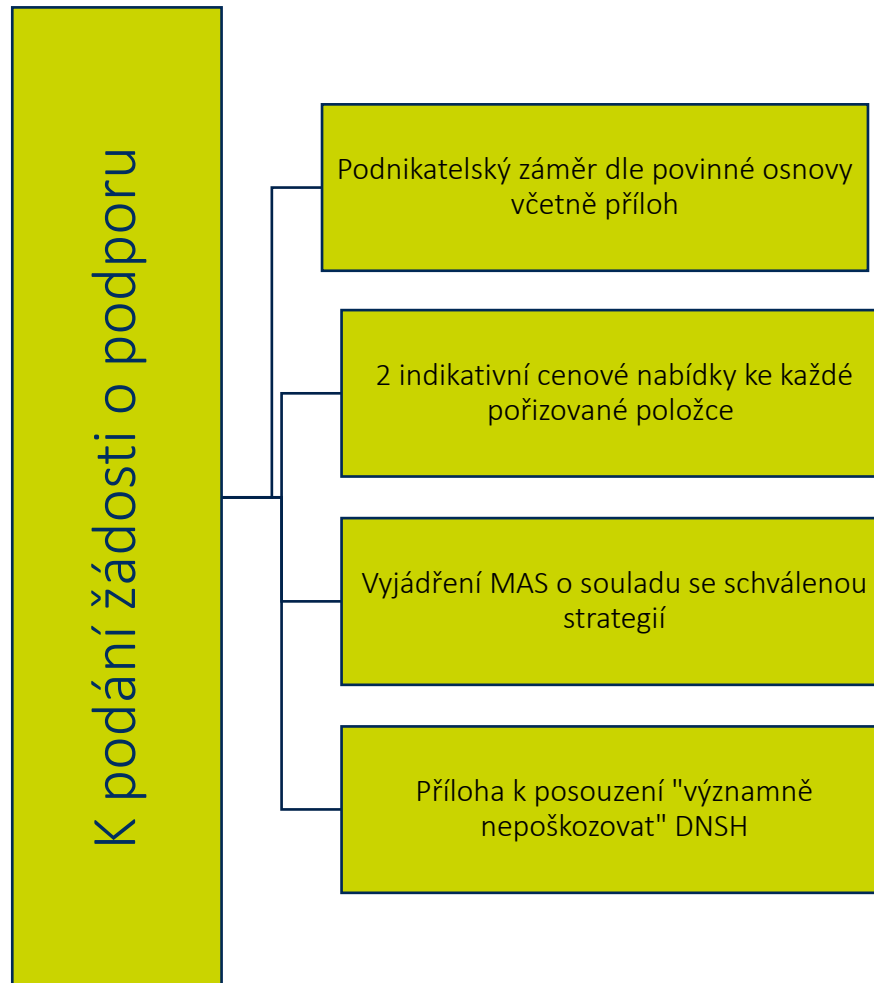 K podání žádosti o podporu
Podnikatelský záměr dle povinné osnovy
včetně příloh
2 indikativní cenové nabídky ke každé
pořizované položce
Vyjádření MAS o souladu se schválenou
strategií
Příloha k posouzení "významně
nepoškozovat" DNSH